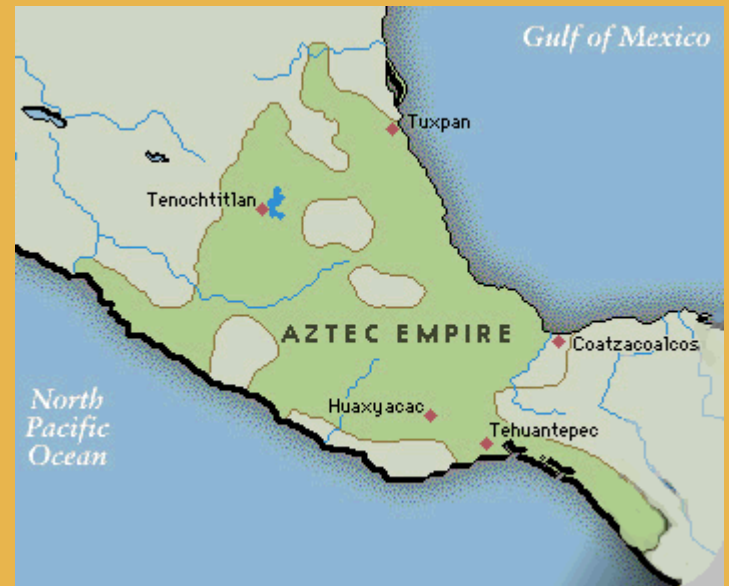 Gulf of Mexico
Tuxpan
Tenochtitlan
AZTEC EMPIRE
Coatzacoalcos
Huaxyacac
Tehuantepec
North
Pacific
Ocean